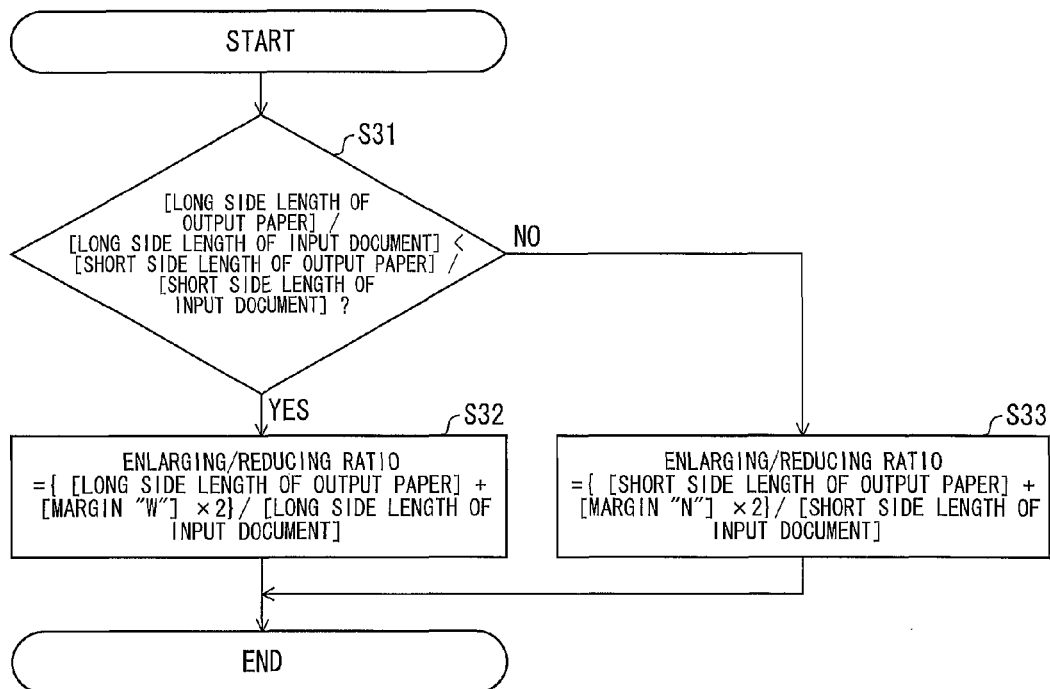 START
S31
[LONG SIDE LENGTH OF
OUTPUT PAPER] /
[LONG SIDE LENGTH OF INPUT DOCUMENT] <
[SHORT SIDE LENGTH OF OUTPUT PAPER] /
[SHORT SIDE LENGTH OF
INPUT DOCUMENT] ?
NO
YES
S32
ENLARGING/REDUCING RATIO
={ [LONG SIDE LENGTH OF OUTPUT PAPER] +
[MARGIN "W"] ×2}/ [LONG SIDE LENGTH OF
INPUT DOCUMENT]
S33
ENLARGING/REDUCING RATIO
={ [SHORT SIDE LENGTH OF OUTPUT PAPER] +
[MARGIN "N"] ×2}/ [SHORT SIDE LENGTH OF
INPUT DOCUMENT]
END